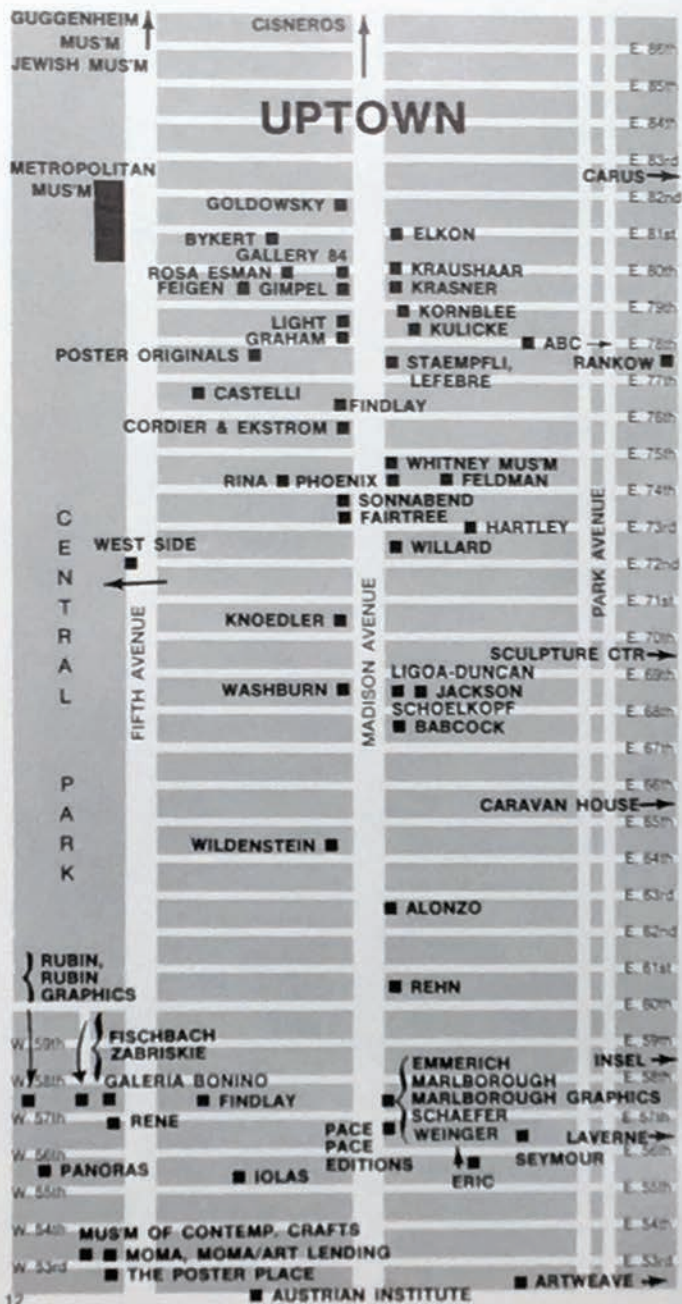 GUGGENHEIM
MUS'M
JEWISH MUS'M
CISNEROS
E. 86th
E. 85th
UPTOWN
E. 84th
E. 83rd
METROPOLITAN
MUS'M
CARUS
E. 82nd
GOLDOWSKY
ELKON
E. 81st
BYKERT
GALLERY 84
ROSA ESMAN
KRAUSHAAR
E. 80th
FEIGEN
GIMPEL
KRASNER
E. 79th
KORNBLEE
LIGHT
KULICKE
GRAHAM
ABC
E. 78th
POSTER ORIGINALS
STAEMPFLI,
LEFEBRE
RANKOW
E. 77th
CASTELLI
FINDLAY
E. 76th
CORDIER & EKSTROM
E. 75th
WHITNEY MUS'M
RINA
PHOENIX
FELDMAN
E. 74th
SONNABEND
FAIRTREE
HARTLEY
E. 73rd
WEST SIDE
WILLARD
E. 72nd
E. 71st
KNOEDLER
E. 70th
SCULPTURE CTR
LIGOA-DUNCAN
E. 69th
WASHBURN
JACKSON
SCHOELKOPF
E. 68th
BABCOCK
E. 67th
CENTRAL PARK
FIFTH AVENUE
MADISON AVENUE
PARK AVENUE
E. 66th
CARAVAN HOUSE
E. 65th
WILDENSTEIN
E. 64th
E. 63rd
ALONZO
E. 62nd
RUBIN,
RUBIN
GRAPHICS
E. 61st
REHN
E. 60th
FISCHBACH
ZABRISKIE
W. 59th
E. 59th
EMMERICH
INSEL
W. 58th
GALERIA BONINO
MARLBOROUGH
E. 58th
FINDLAY
MARLBOROUGH GRAPHICS
W. 57th
RENE
SCHAEFER
E. 57th
PACE
PACE
EDITIONS
WEINGER
LAVERNE
W. 56th
SEYMOUR
E. 56th
PANORAS
IOLAS
ERIC
W. 55th
E. 55th
W. 54th
MUS'M OF CONTEMP. CRAFTS
E. 54th
MOMA, MOMA/ART LENDING
W. 53rd
THE POSTER PLACE
E. 53rd
ARTWEAVE
AUSTRIAN INSTITUTE
12